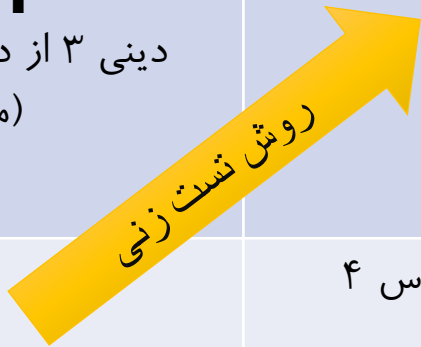 دینی ۳ از د
(م
روش تست زنی
س ۴